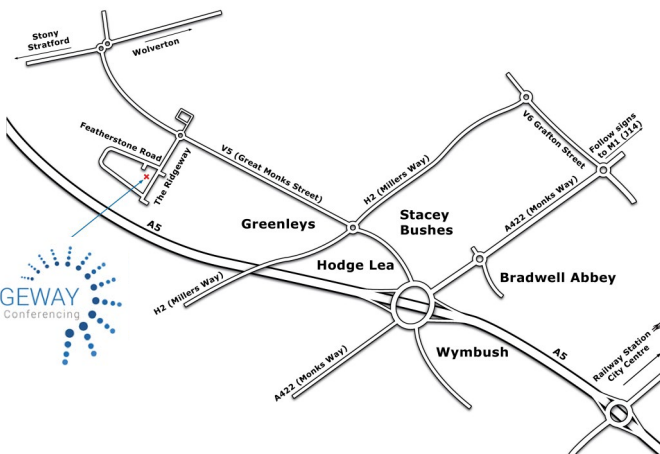 Stony
Stratford
Wolverton
Featherstone Road
The Ridgeway
V5 (Great Monks Street)
H2 (Millers Way)
V6 Grafton Street
Follow signs
to M1 (J14)
A422 (Monks Way)
Greenleys
Stacey
Bushes
A5
Hodge Lea
Bradwell Abbey
H2 (Millers Way)
GEWAY
Conferencing
A422 (Monks Way)
Wymbush
A5
Railway Station
City Centre